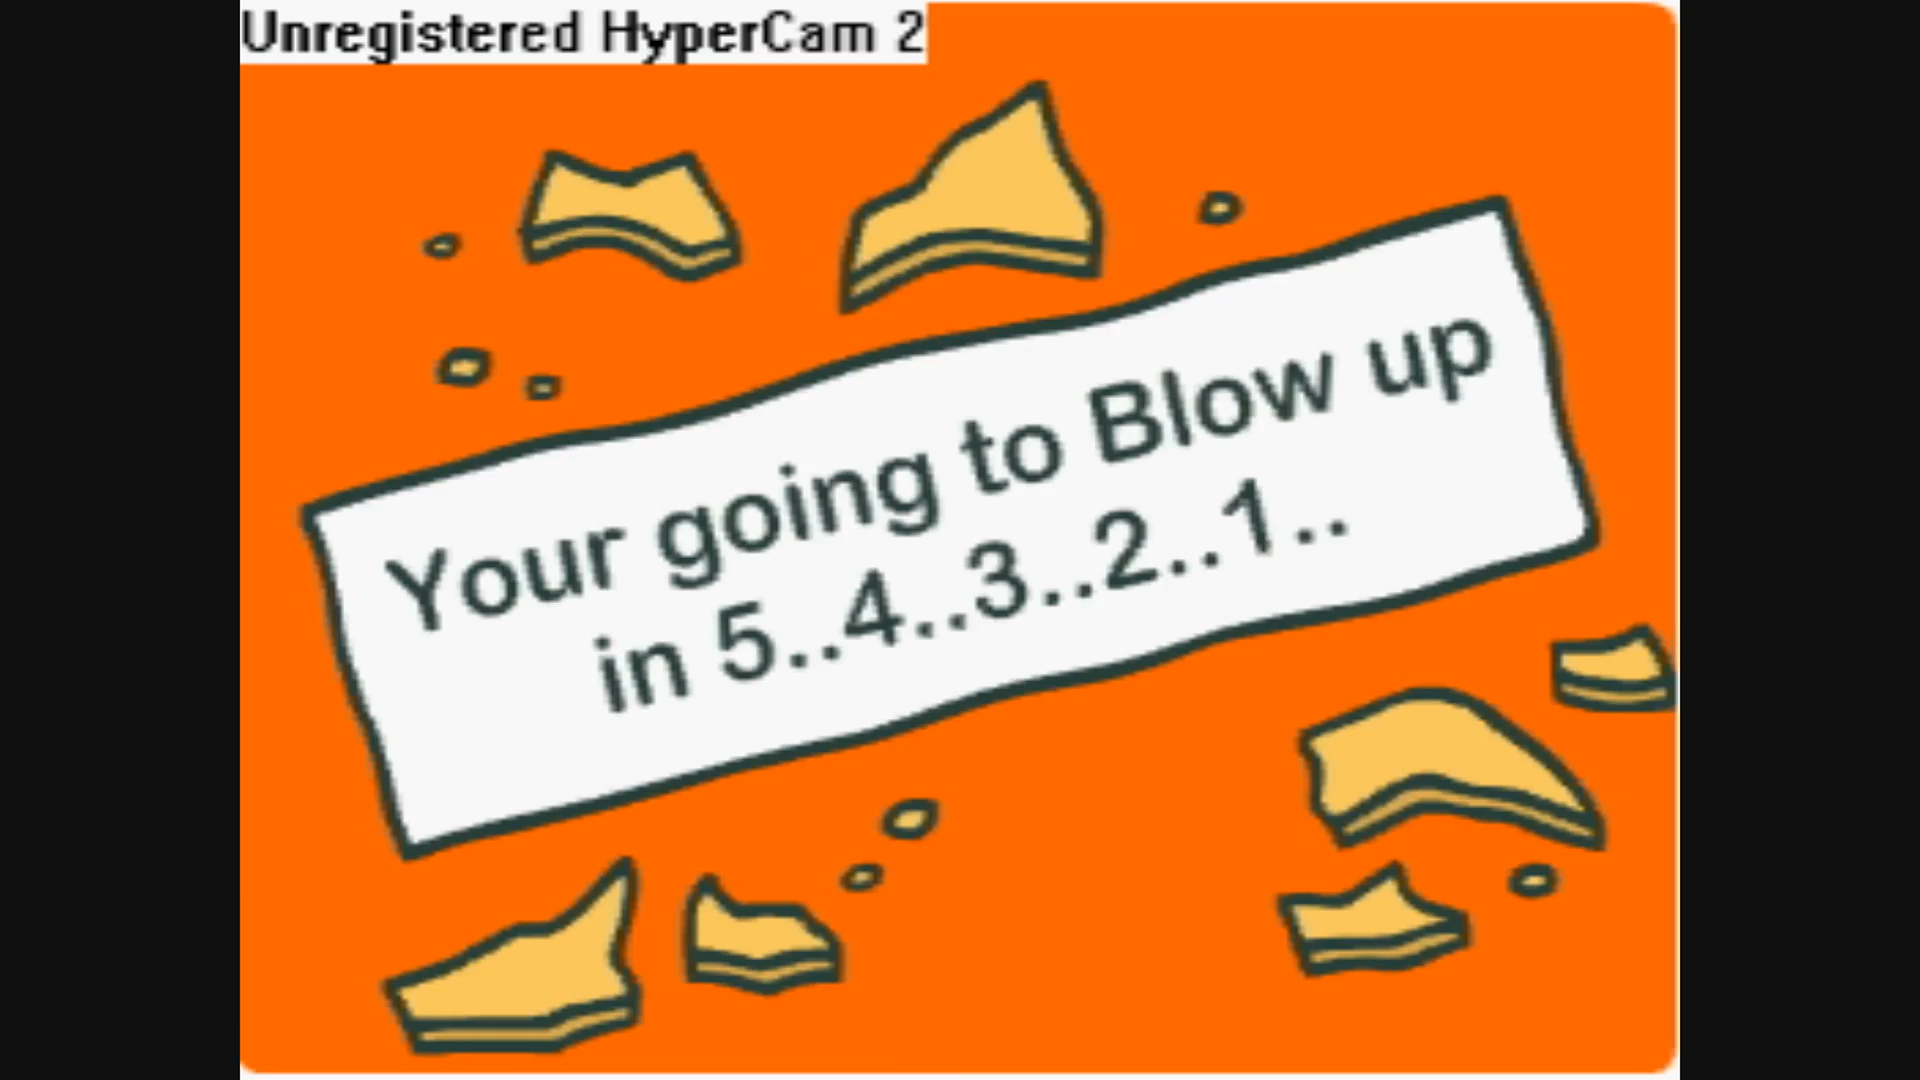 Unregistered HyperCam 2
Your going to Blow up
in 5..4..3..2..1..